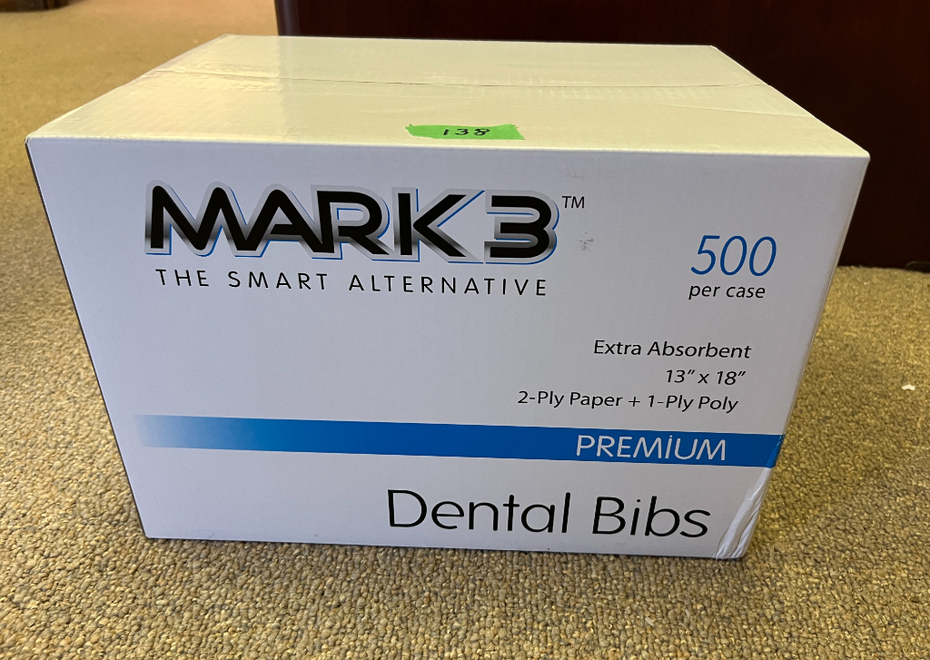 138
MARK3™
THE SMART ALTERNATIVE
500
per case
Extra Absorbent
13” x 18”
2-Ply Paper + 1-Ply Poly
PREMIUM
Dental Bibs